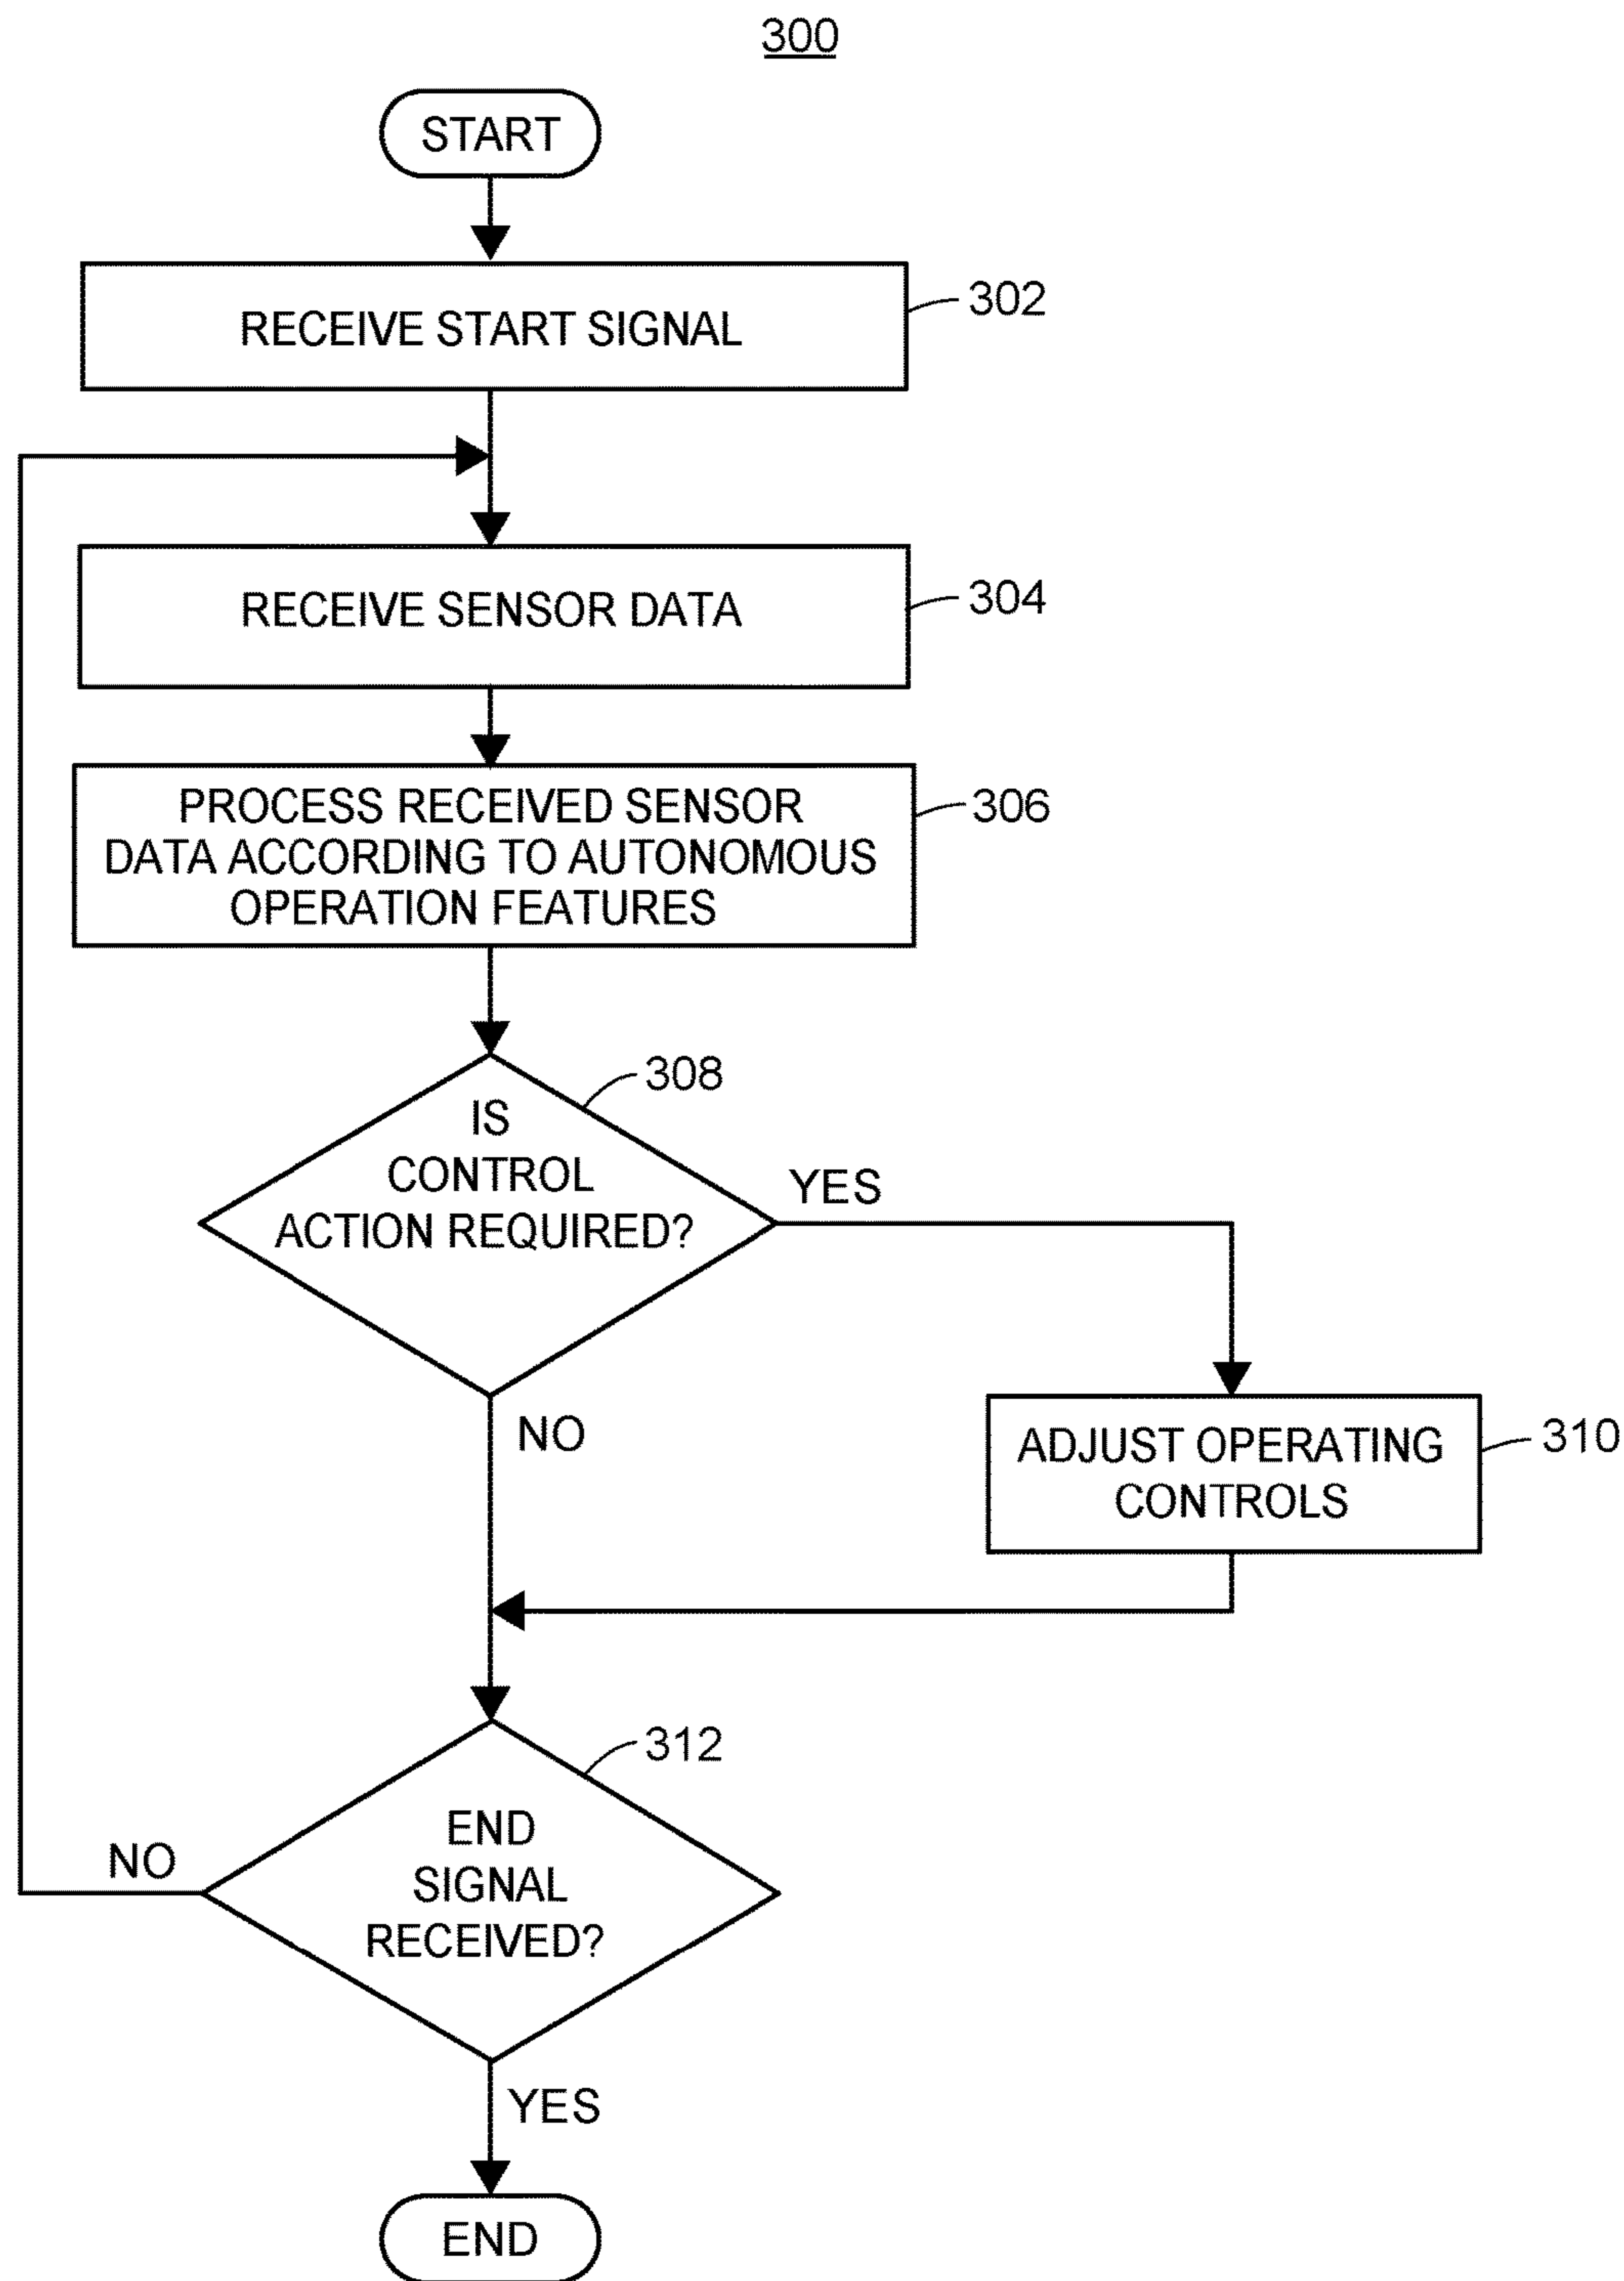 300
START
RECEIVE START SIGNAL
302
RECEIVE SENSOR DATA
304
PROCESS RECEIVED SENSOR
DATA ACCORDING TO AUTONOMOUS
OPERATION FEATURES
306
308
IS
CONTROL
ACTION REQUIRED?
YES
NO
ADJUST OPERATING
CONTROLS
310
312
END
SIGNAL
RECEIVED?
NO
YES
END